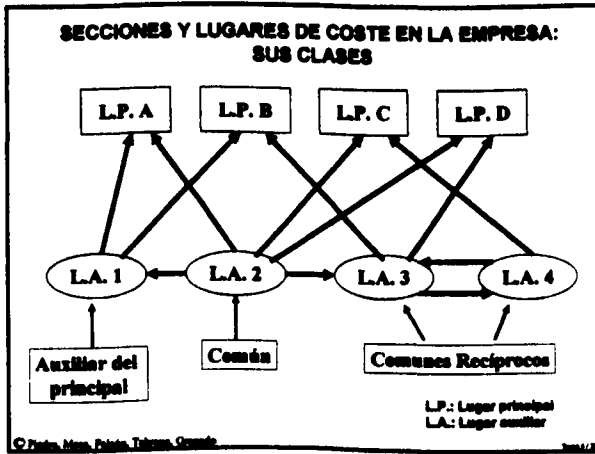 SECCIONES Y LUGARES DE COSTE EN LA EMPRESA:
SUS CLASES
L.P. A
L.P. B
L.P. C
L.P. D
L.A. 1
L.A. 2
L.A. 3
L.A. 4
Auxiliar del
principal
Común
Comunes Recíprocos
L.P.: Lugar principal
L.A.: Lugar auxiliar
©